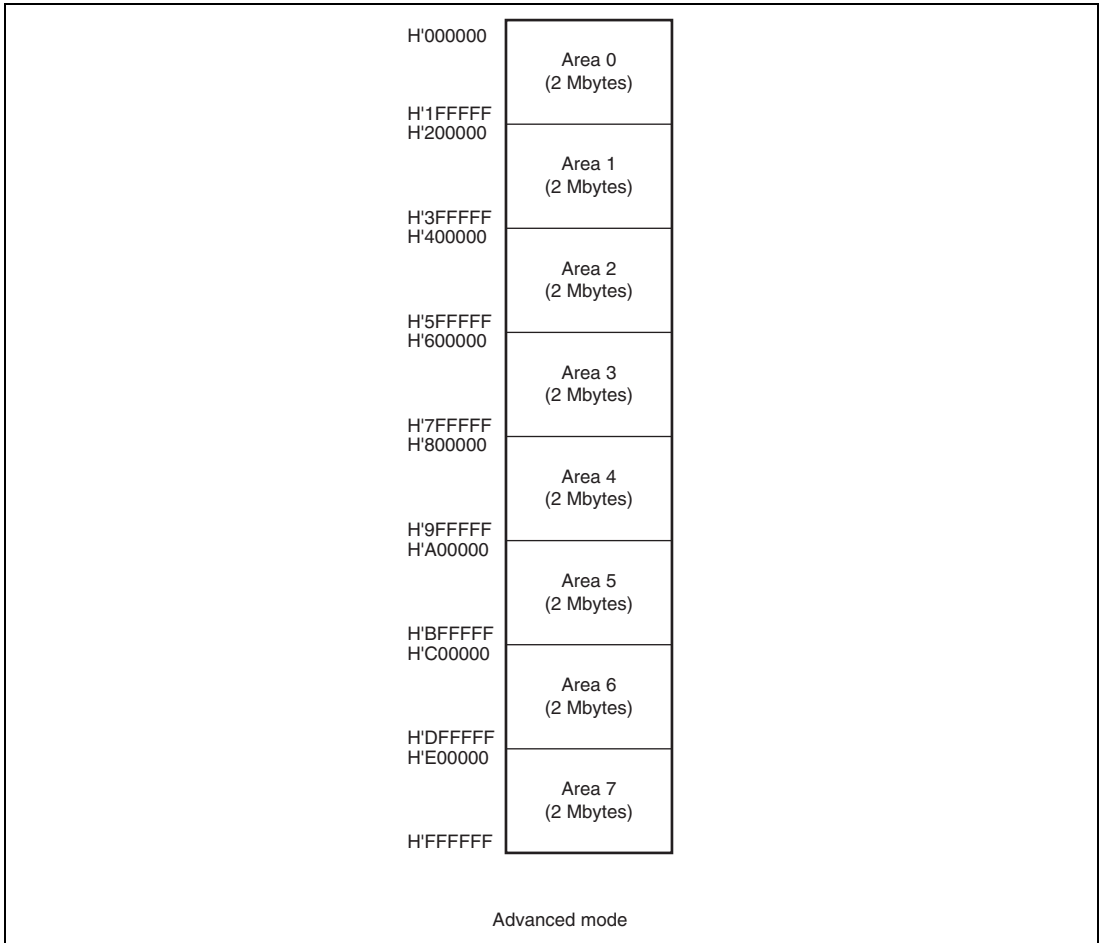 H'000000
Area 0
(2 Mbytes)
H'1FFFFF
H'200000
Area 1
(2 Mbytes)
H'3FFFFF
H'400000
Area 2
(2 Mbytes)
H'5FFFFF
H'600000
Area 3
(2 Mbytes)
H'7FFFFF
H'800000
Area 4
(2 Mbytes)
H'9FFFFF
H'A00000
Area 5
(2 Mbytes)
H'BFFFFF
H'C00000
Area 6
(2 Mbytes)
H'DFFFFF
H'E00000
Area 7
(2 Mbytes)
H'FFFFFF
Advanced mode